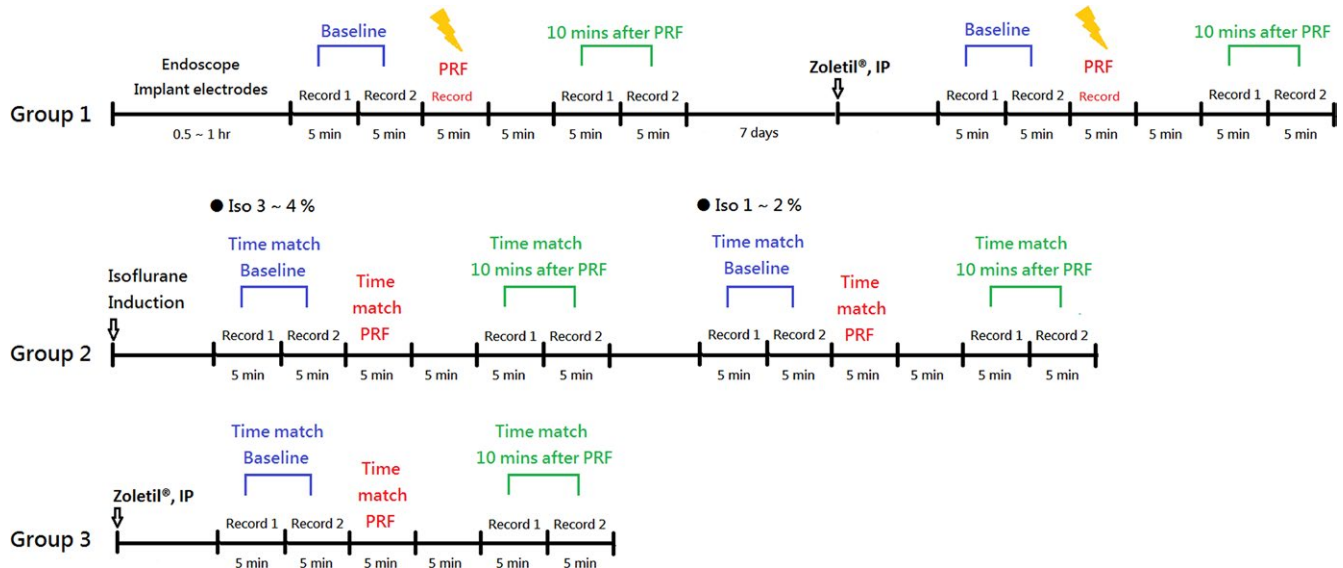 Baseline
PRF
10 mins after PRF
Baseline
PRF
10 mins after PRF
Endoscope
Implant electrodes
Zoletil®, IP
Record 1 Record 2 Record Record 1 Record 2 Record 1 Record 2 Record Record 1 Record 2
Group 1
0.5 ~ 1 hr 5 min 5 min 5 min 5 min 5 min 5 min 7 days 5 min 5 min 5 min 5 min 5 min 5 min
● Iso 3 ~ 4 %
● Iso 1 ~ 2 %
Time match
Baseline
Time
match
PRF
Time match
10 mins after PRF
Time match
Baseline
Time
match
PRF
Time match
10 mins after PRF
Isoflurane
Induction
Record 1 Record 2 Record 1 Record 2 Record 1 Record 2 Record 1 Record 2
Group 2
5 min 5 min 5 min 5 min 5 min 5 min 5 min 5 min 5 min 5 min 5 min 5 min
Time match
Baseline
Time
match
PRF
Time match
10 mins after PRF
Zoletil®, IP
Record 1 Record 2 Record 1 Record 2
Group 3
5 min 5 min 5 min 5 min 5 min 5 min